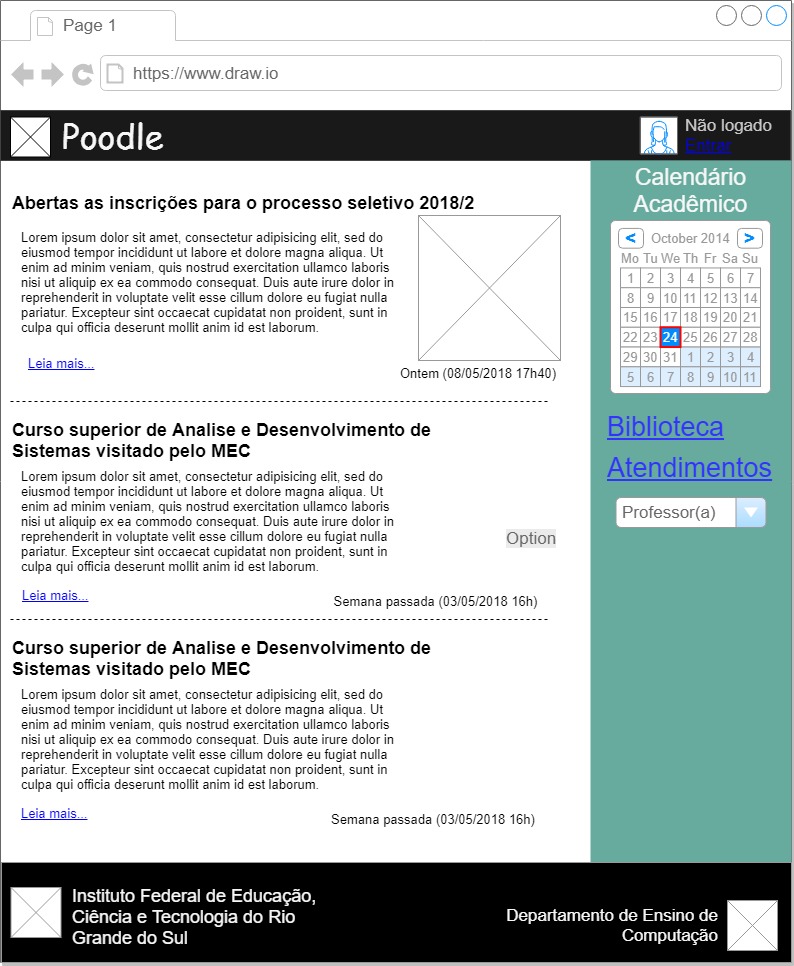 Page 1
https://www.draw.io
Poodle
Não logado
Entrar
Abertas as inscrições para o processo seletivo 2018/2
Lorem ipsum dolor sit amet, consectetur adipisicing elit, sed do
eiusmod tempor incididunt ut labore et dolore magna aliqua. Ut
enim ad minim veniam, quis nostrud exercitation ullamco laboris
nisi ut aliquip ex ea commodo consequat. Duis aute irure dolor in
reprehenderit in voluptate velit esse cillum dolore eu fugiat nulla
pariatur. Excepteur sint occaecat cupidatat non proident, sunt in
culpa qui officia deserunt mollit anim id est laborum.
Leia mais...
Ontem (08/05/2018 17h40)
Curso superior de Analise e Desenvolvimento de
Sistemas visitado pelo MEC
Lorem ipsum dolor sit amet, consectetur adipisicing elit, sed do
eiusmod tempor incididunt ut labore et dolore magna aliqua. Ut
enim ad minim veniam, quis nostrud exercitation ullamco laboris
nisi ut aliquip ex ea commodo consequat. Duis aute irure dolor in
reprehenderit in voluptate velit esse cillum dolore eu fugiat nulla
pariatur. Excepteur sint occaecat cupidatat non proident, sunt in
culpa qui officia deserunt mollit anim id est laborum.
Option
Leia mais...
Semana passada (03/05/2018 16h)
Curso superior de Analise e Desenvolvimento de
Sistemas visitado pelo MEC
Lorem ipsum dolor sit amet, consectetur adipisicing elit, sed do
eiusmod tempor incididunt ut labore et dolore magna aliqua. Ut
enim ad minim veniam, quis nostrud exercitation ullamco laboris
nisi ut aliquip ex ea commodo consequat. Duis aute irure dolor in
reprehenderit in voluptate velit esse cillum dolore eu fugiat nulla
pariatur. Excepteur sint occaecat cupidatat non proident, sunt in
culpa qui officia deserunt mollit anim id est laborum.
Leia mais...
Semana passada (03/05/2018 16h)
Calendário
Acadêmico
< October 2014 >
Mo Tu We Th Fr Sa Su
1 2 3 4 5 6 7
8 9 10 11 12 13 14
15 16 17 18 19 20 21
22 23 24 25 26 27 28
29 30 31 1 2 3 4
5 6 7 8 9 10 11
Biblioteca
Atendimentos
Professor(a)
Instituto Federal de Educação,
Ciência e Tecnologia do Rio
Grande do Sul
Departamento de Ensino de
Computação